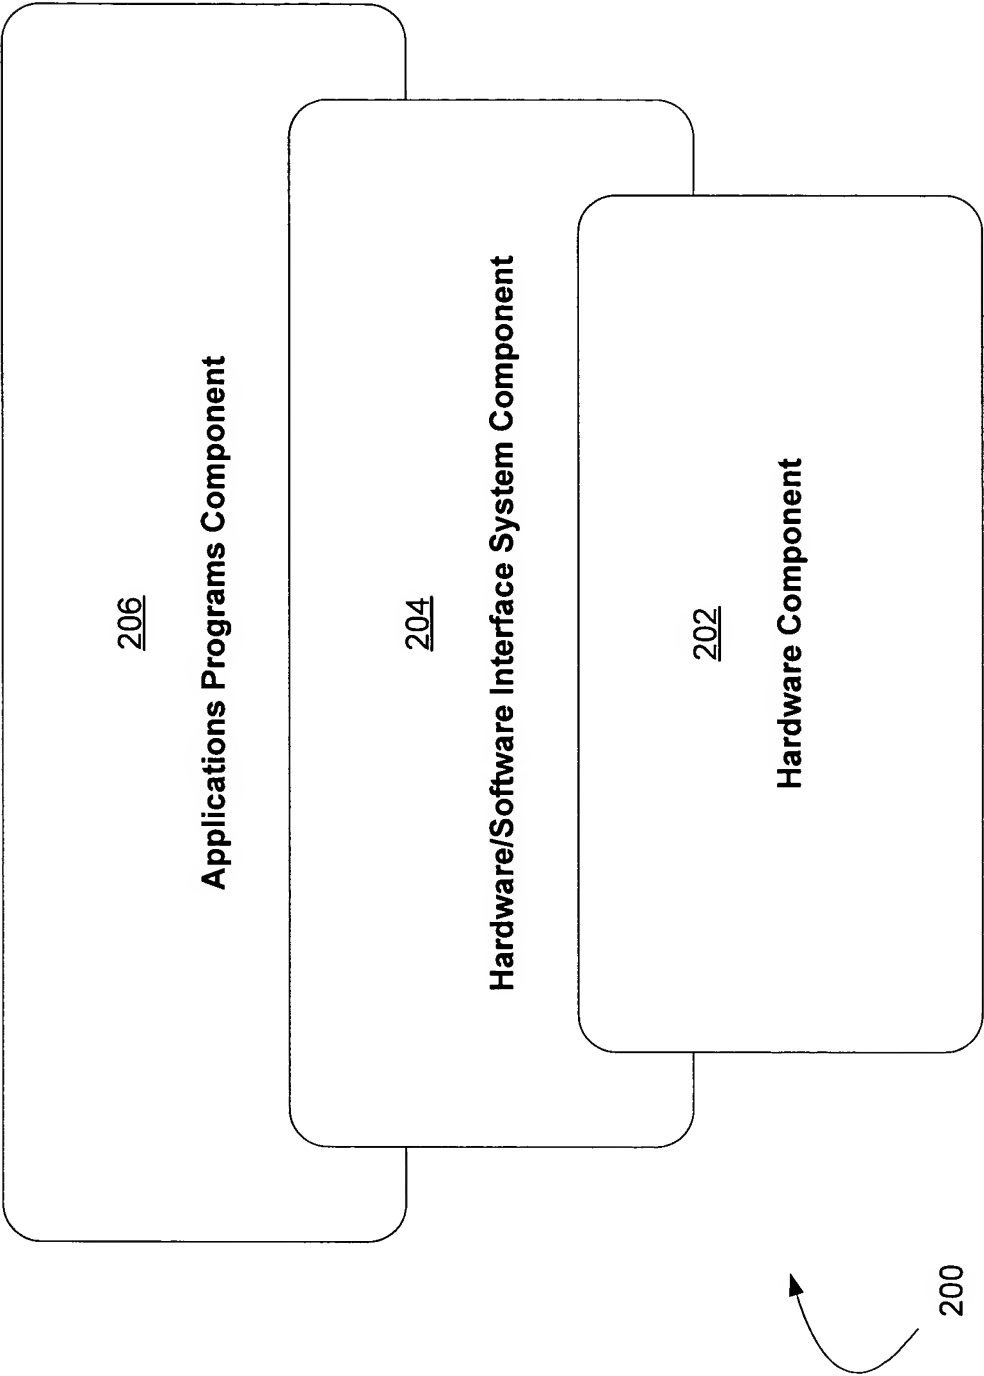 206
Applications Programs Component
204
Hardware/Software Interface System Component
202
Hardware Component
200